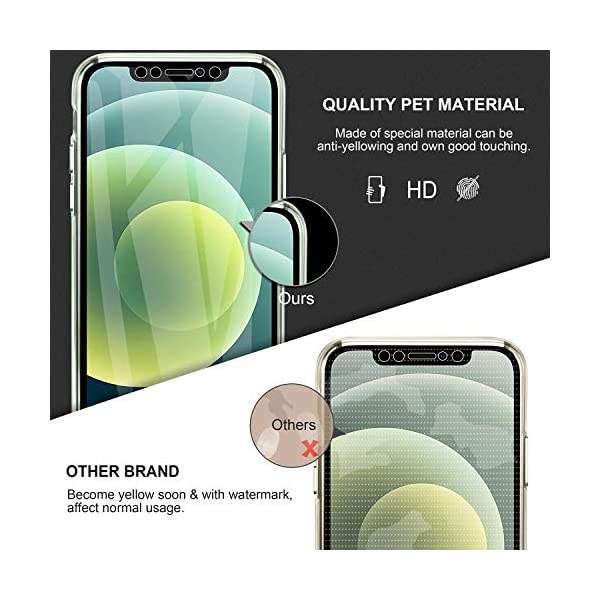 QUALITY PET MATERIAL
Made of special material can be
anti-yellowing and own good touching.
HD
Ours
Others
OTHER BRAND
Become yellow soon & with watermark,
affect normal usage.